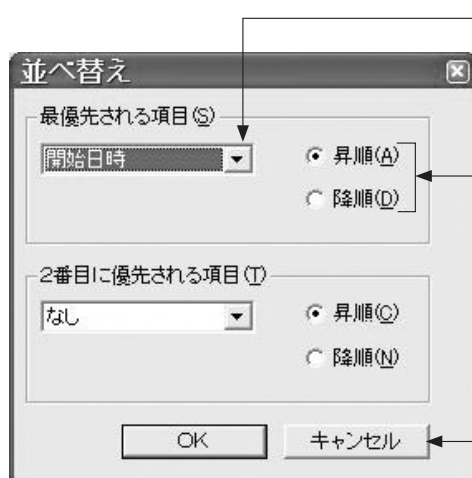 並べ替え
最優先される項目(S)
開始日時
昇順(A)
降順(D)
2番目に優先される項目(T)
なし
昇順(C)
降順(N)
OK
キャンセル